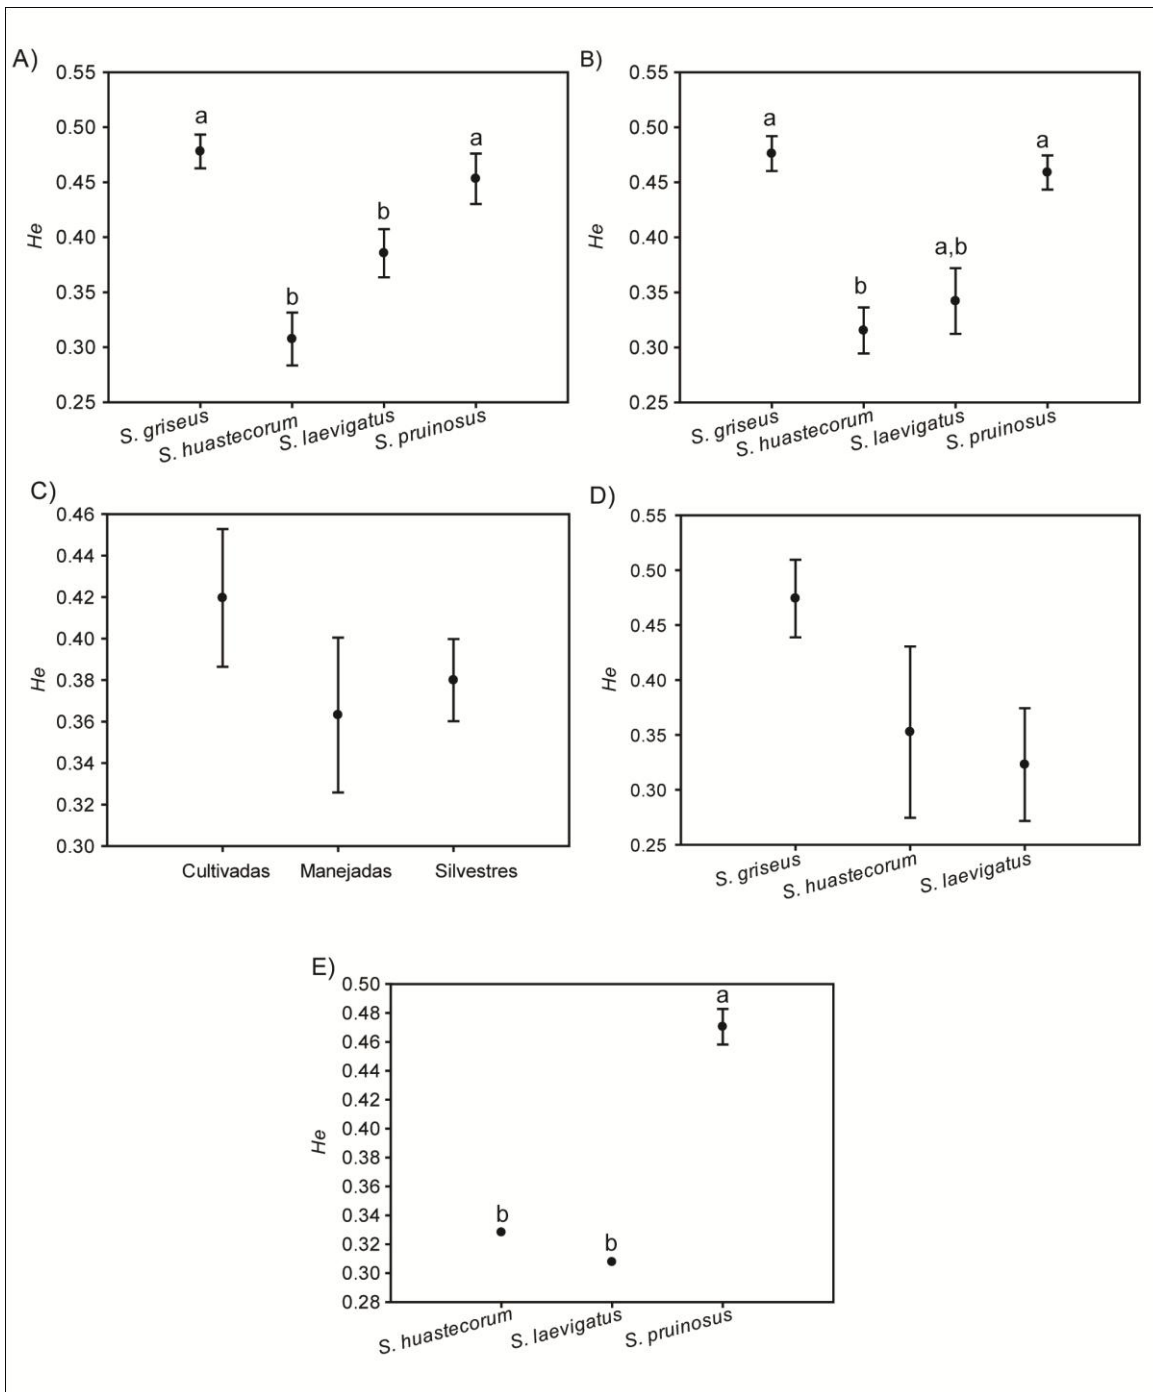 A)
0.55
0.50
0.45
0.40
0.35
0.30
0.25
He
a
b
b
a
S. griseus
S. huastecorum
S. laevigatus
S. pruinosus
B)
0.55
0.50
0.45
0.40
0.35
0.30
0.25
He
a
b
a,b
a
S. griseus
S. huastecorum
S. laevigatus
S. pruinosus
C)
0.46
0.44
0.42
0.40
0.38
0.36
0.34
0.32
0.30
He
Cultivadas Manejadas Silvestres
D)
0.55
0.50
0.45
0.40
0.35
0.30
0.25
He
S. griseus
S. huastecorum
S. laevigatus
E)
0.50
0.48
0.46
0.44
0.42
0.40
0.38
0.36
0.34
0.32
0.30
0.28
He
b
b
a
S. huastecorum
S. laevigatus
S. pruinosus